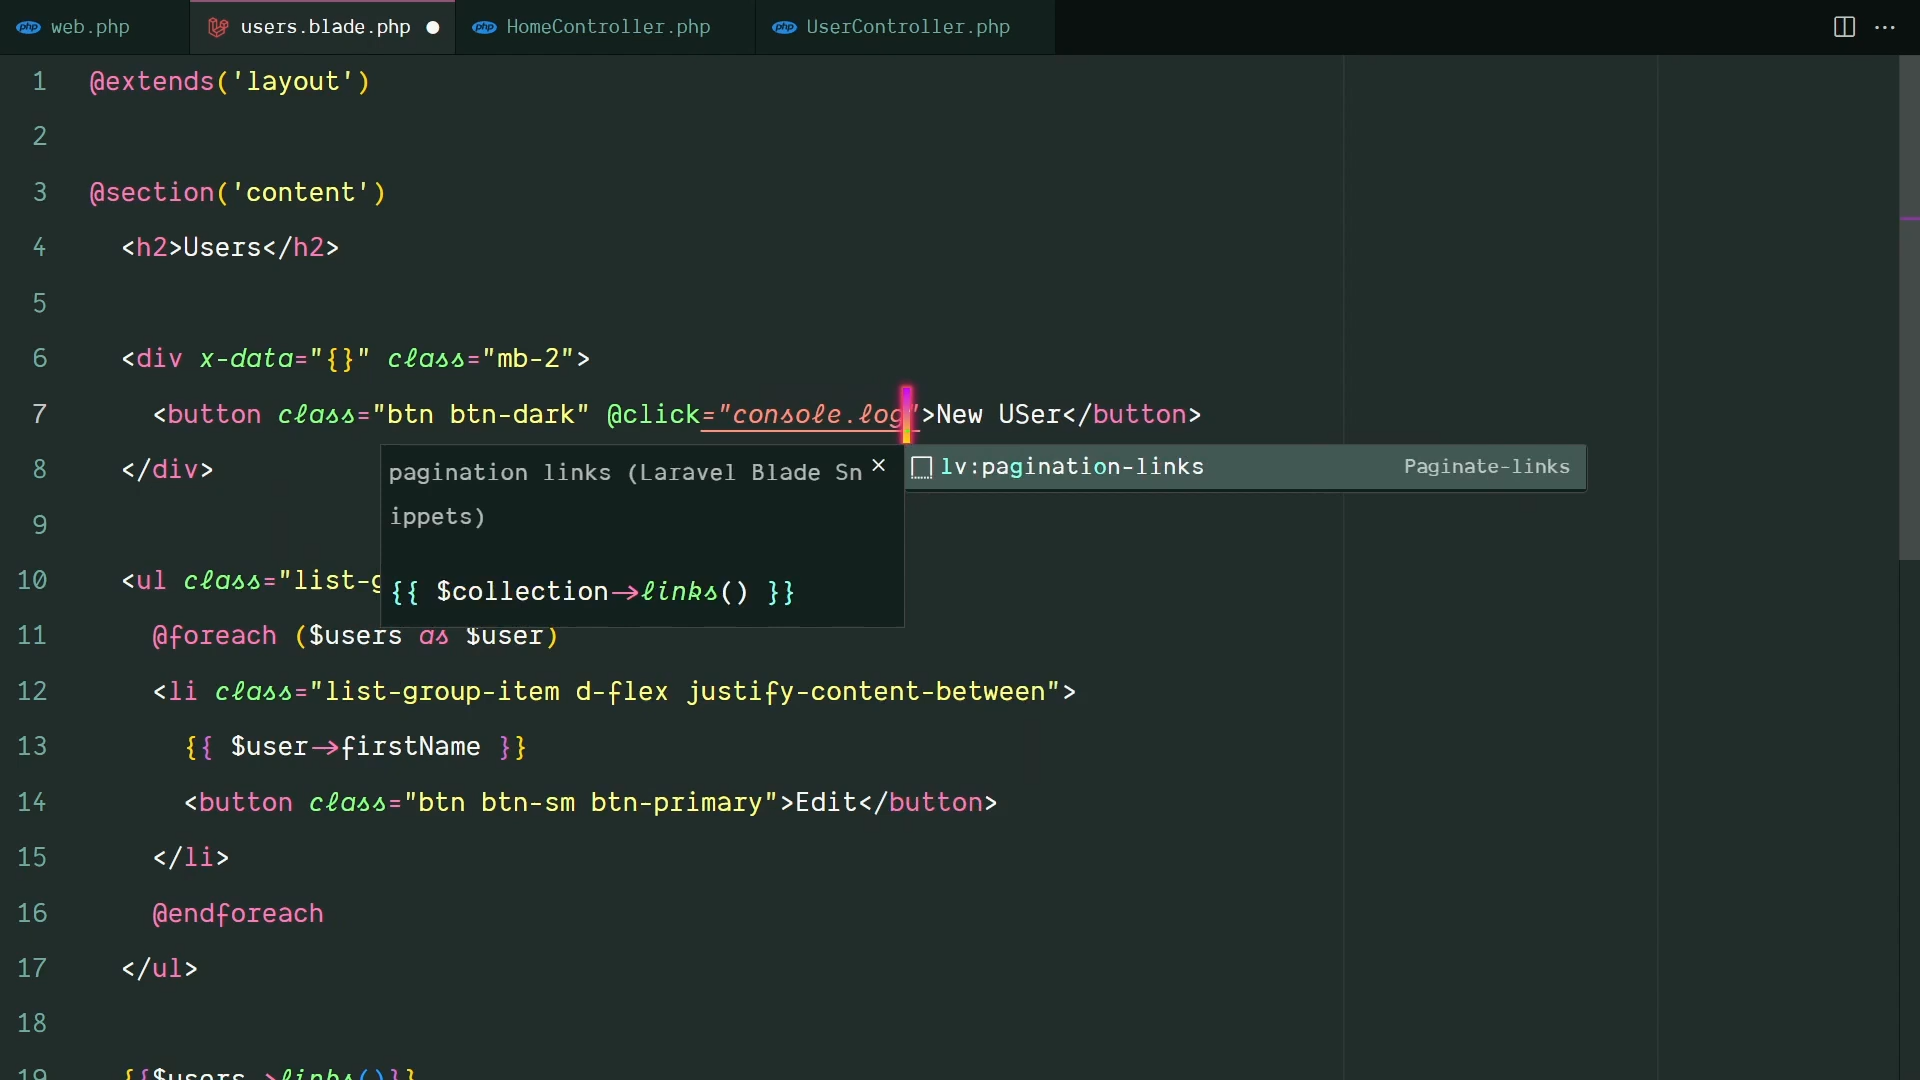 web.php users.blade.php HomeController.php UserController.php
1 @extends('layout')
2
3 @section('content')
4 <h2>Users</h2>
5
6 <div x-data="{}" class="mb-2">
7 <button class="btn btn-dark" @click="console.log">New USer</button>
8 </div>
pagination links (Laravel Blade Sn
ippets)
{{ $collection->links() }}
lv:pagination-links Paginate-links
9
10 <ul class="list-g
11 @foreach ($users as $user)
12 <li class="list-group-item d-flex justify-content-between">
13 {{ $user->firstName }}
14 <button class="btn btn-sm btn-primary">Edit</button>
15 </li>
16 @endforeach
17 </ul>
18
19 {{$users->links()}}